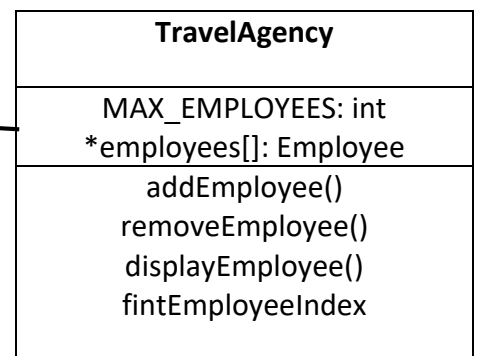 TravelAgency
MAX_EMPLOYEES: int
*employees[]: Employee
addEmployee()
removeEmployee()
displayEmployee()
fintEmployeeIndex